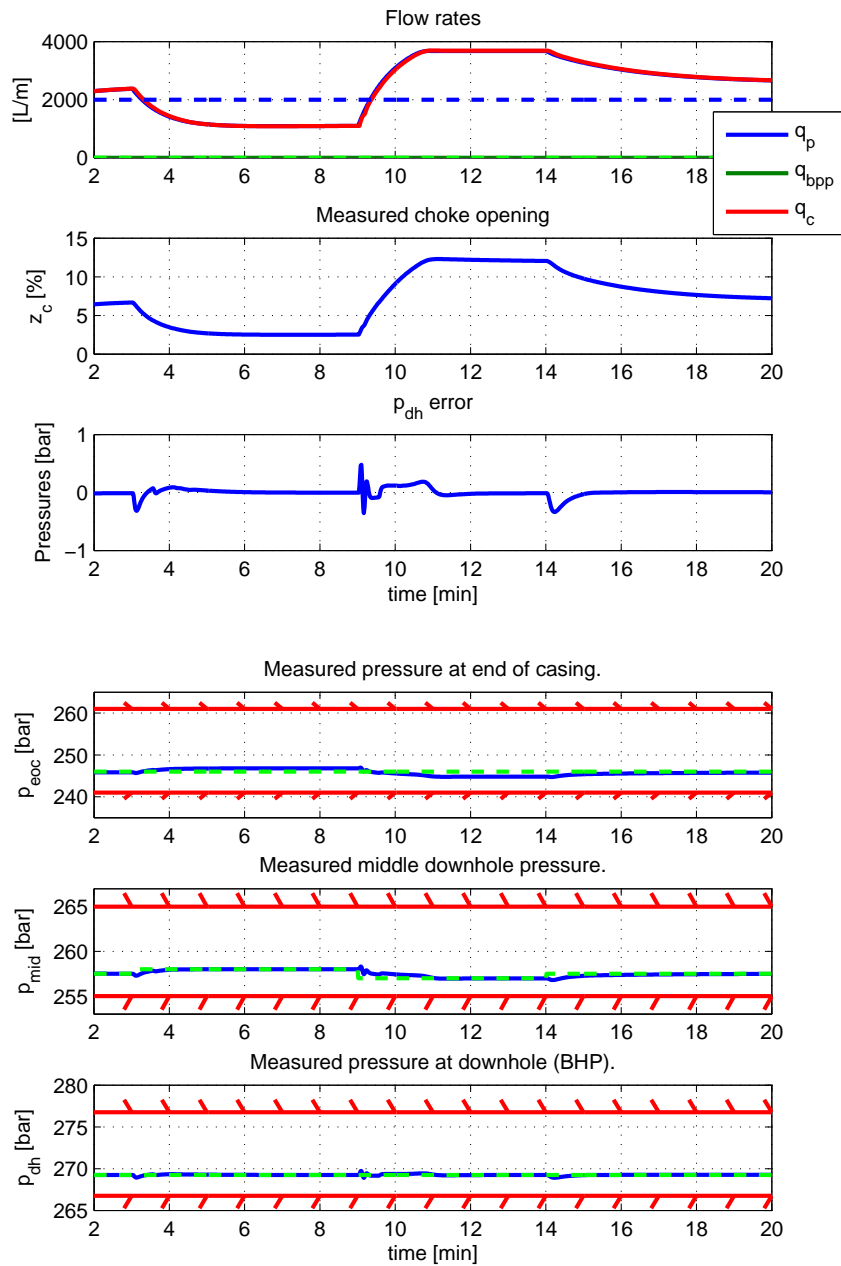 Flow rates
4000
2000
0
[L/m]
2 4 6 8 10 12 14 16 18 20
q_p
q_bpp
q_c
Measured choke opening
15
10
5
0
z_c [%]
2 4 6 8 10 12 14 16 18 20
p_dh error
1
0
−1
Pressures [bar]
2 4 6 8 10 12 14 16 18 20
time [min]
Measured pressure at end of casing.
260
250
240
p_eoc [bar]
2 4 6 8 10 12 14 16 18 20
Measured middle downhole pressure.
265
260
255
p_mid [bar]
2 4 6 8 10 12 14 16 18 20
Measured pressure at downhole (BHP).
280
275
270
265
p_dh [bar]
2 4 6 8 10 12 14 16 18 20
time [min]